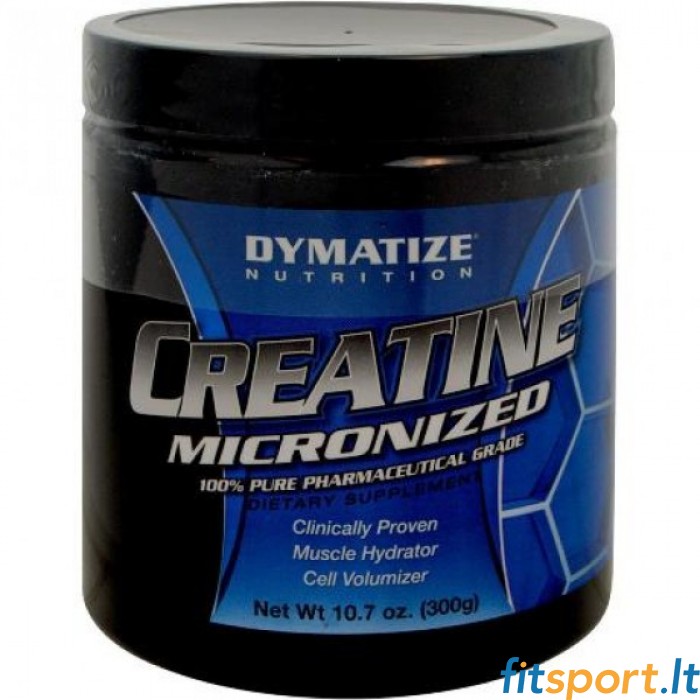 DYMATIZE®
NUTRITION
CREATINE
MICRONIZED
100% PURE PHARMACEUTICAL GRADE
DIETARY SUPPLEMENT
Clinically Proven
Muscle Hydrator
Cell Volumizer
Net Wt 10.7 oz. (300g)
fitsport.lt